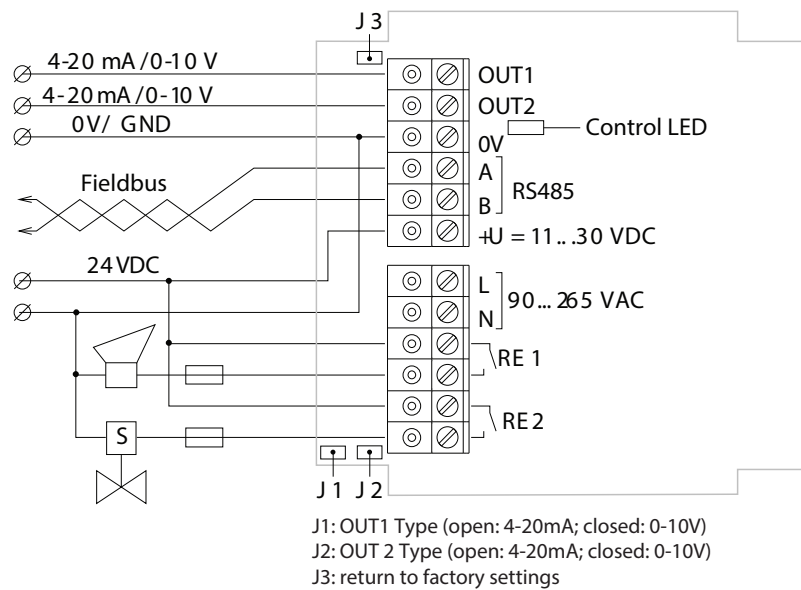 J 3
4-20 mA /0-10 V
OUT1
4-20 mA /0-10 V
OUT2
0V/ GND
0V
Control LED
Fieldbus
A
B
RS485
+U = 11...30 VDC
24 VDC
L
N
90... 265 VAC
RE 1
RE 2
S
J 1
J 2
J1: OUT1 Type (open: 4-20mA; closed: 0-10V)
J2: OUT 2 Type (open: 4-20mA; closed: 0-10V)
J3: return to factory settings